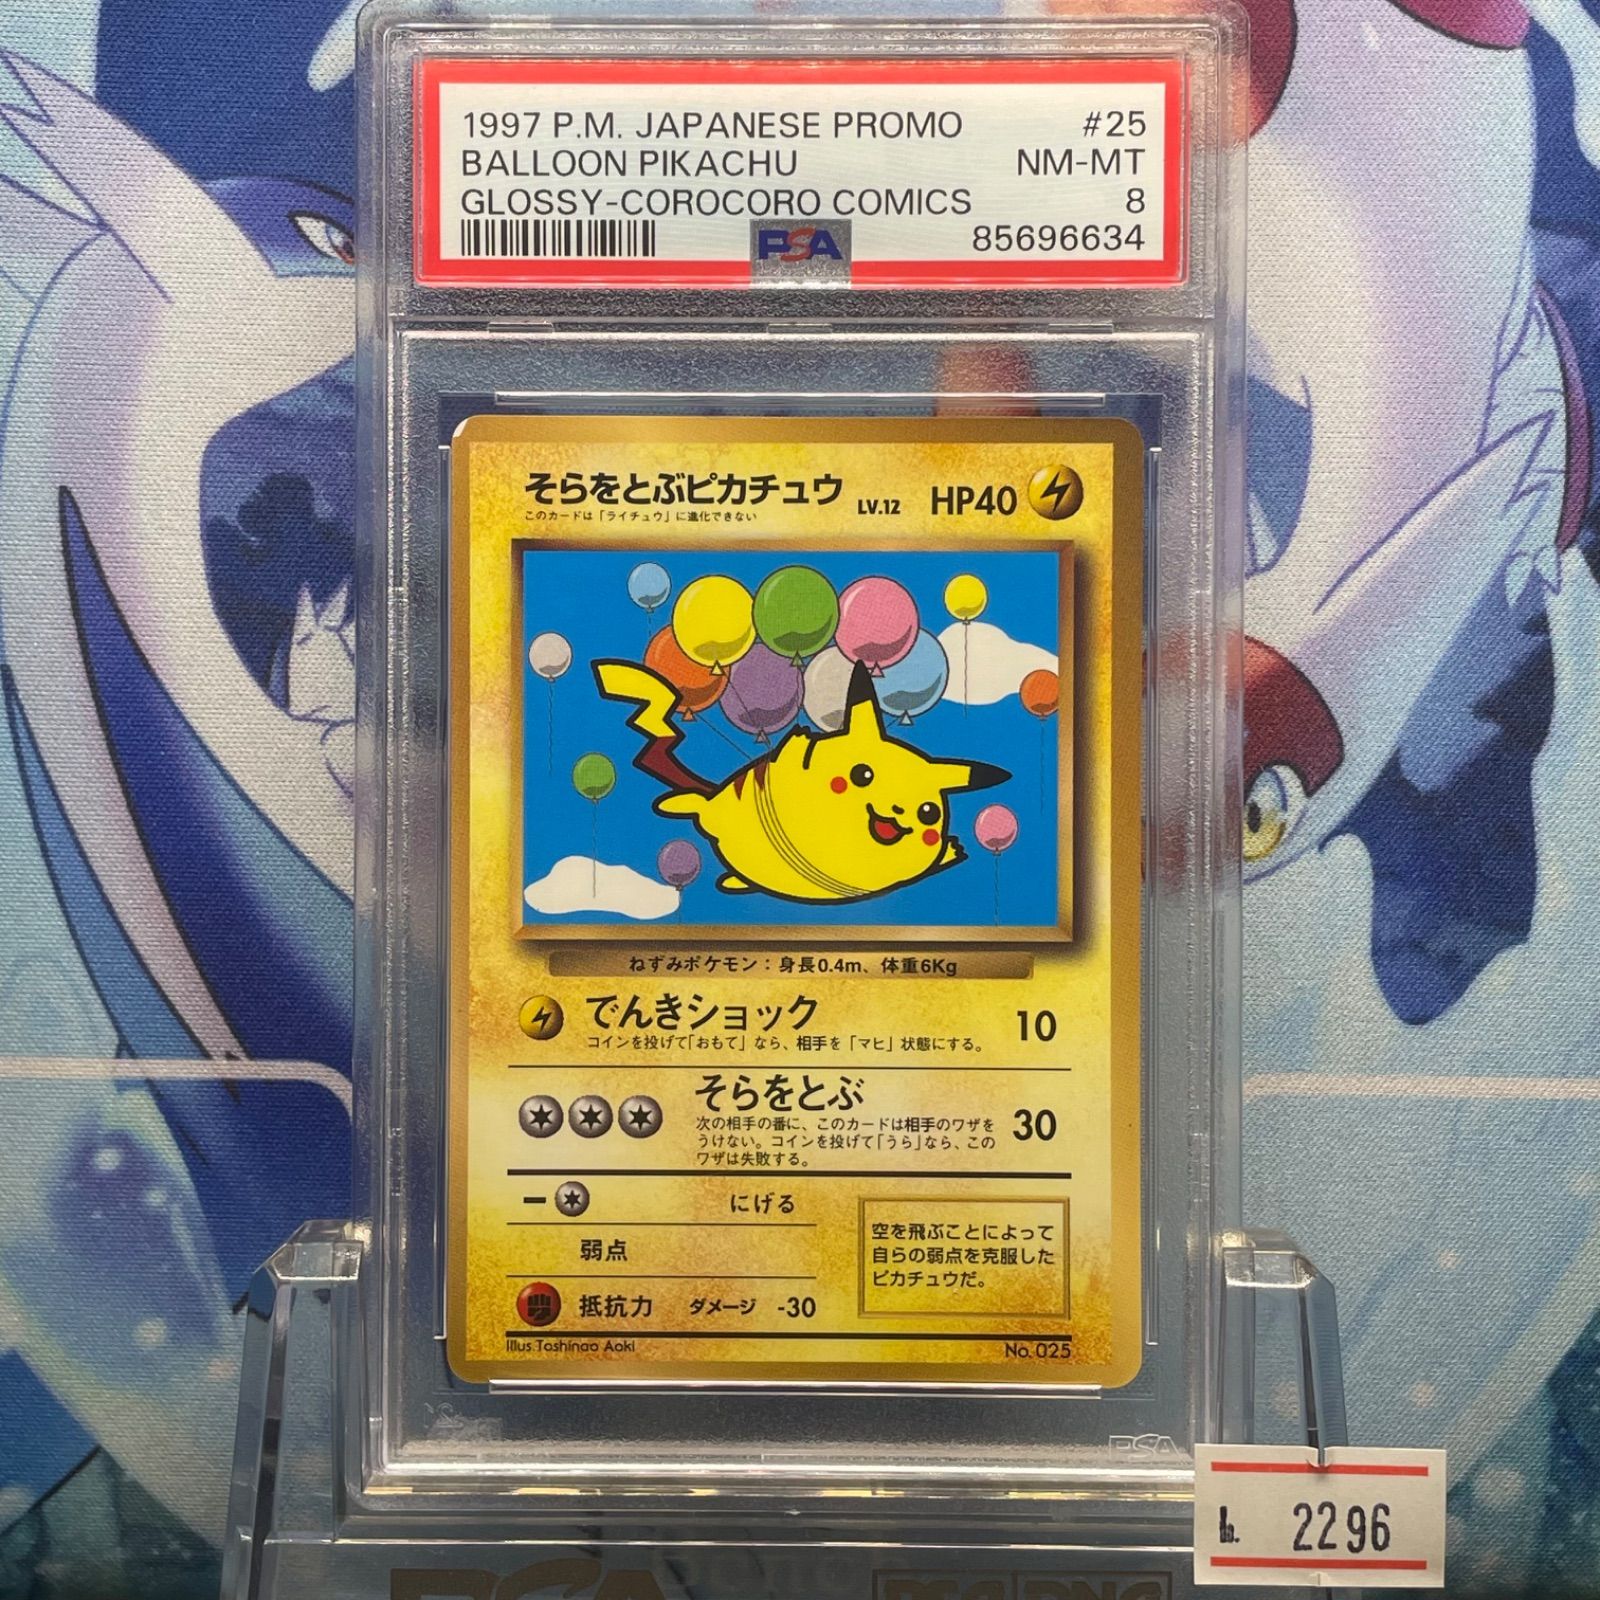 1997 P.M. JAPANESE PROMO #25
BALLOON PIKACHU NM-MT
GLOSSY-COROCORO COMICS 8
PSA 85696634
そらをとぶピカチュウ LV.12 HP40
このカードは「ライチュウ」に進化できない
ねずみポケモン：身長0.4m、体重6Kg
でんきショック 10
コインを投げて「おもて」なら、相手を「マヒ」状態にする。
そらをとぶ 30
次の相手の番に、このカードは相手のワザを
うけない。コインを投げて「うら」なら、この
ワザは失敗する。
にげる
弱点
抵抗力 ダメージ -30
空を飛ぶことによって
自らの弱点を克服した
ピカチュウだ。
Illus.Toshinao Aoki No.025
PSA
2296
PSA